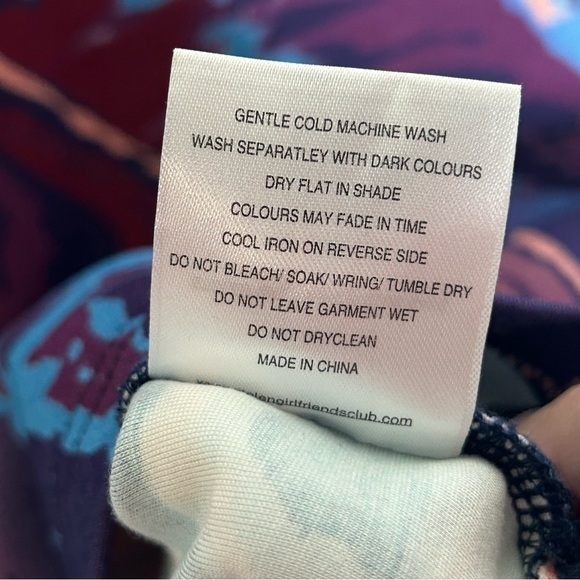 GENTLE COLD MACHINE WASH
WASH SEPARATLEY WITH DARK COLOURS
DRY FLAT IN SHADE
COLOURS MAY FADE IN TIME
COOL IRON ON REVERSE SIDE
DO NOT BLEACH/ SOAK/ WRING/ TUMBLE DRY
DO NOT LEAVE GARMENT WET
DO NOT DRYCLEAN
MADE IN CHINA